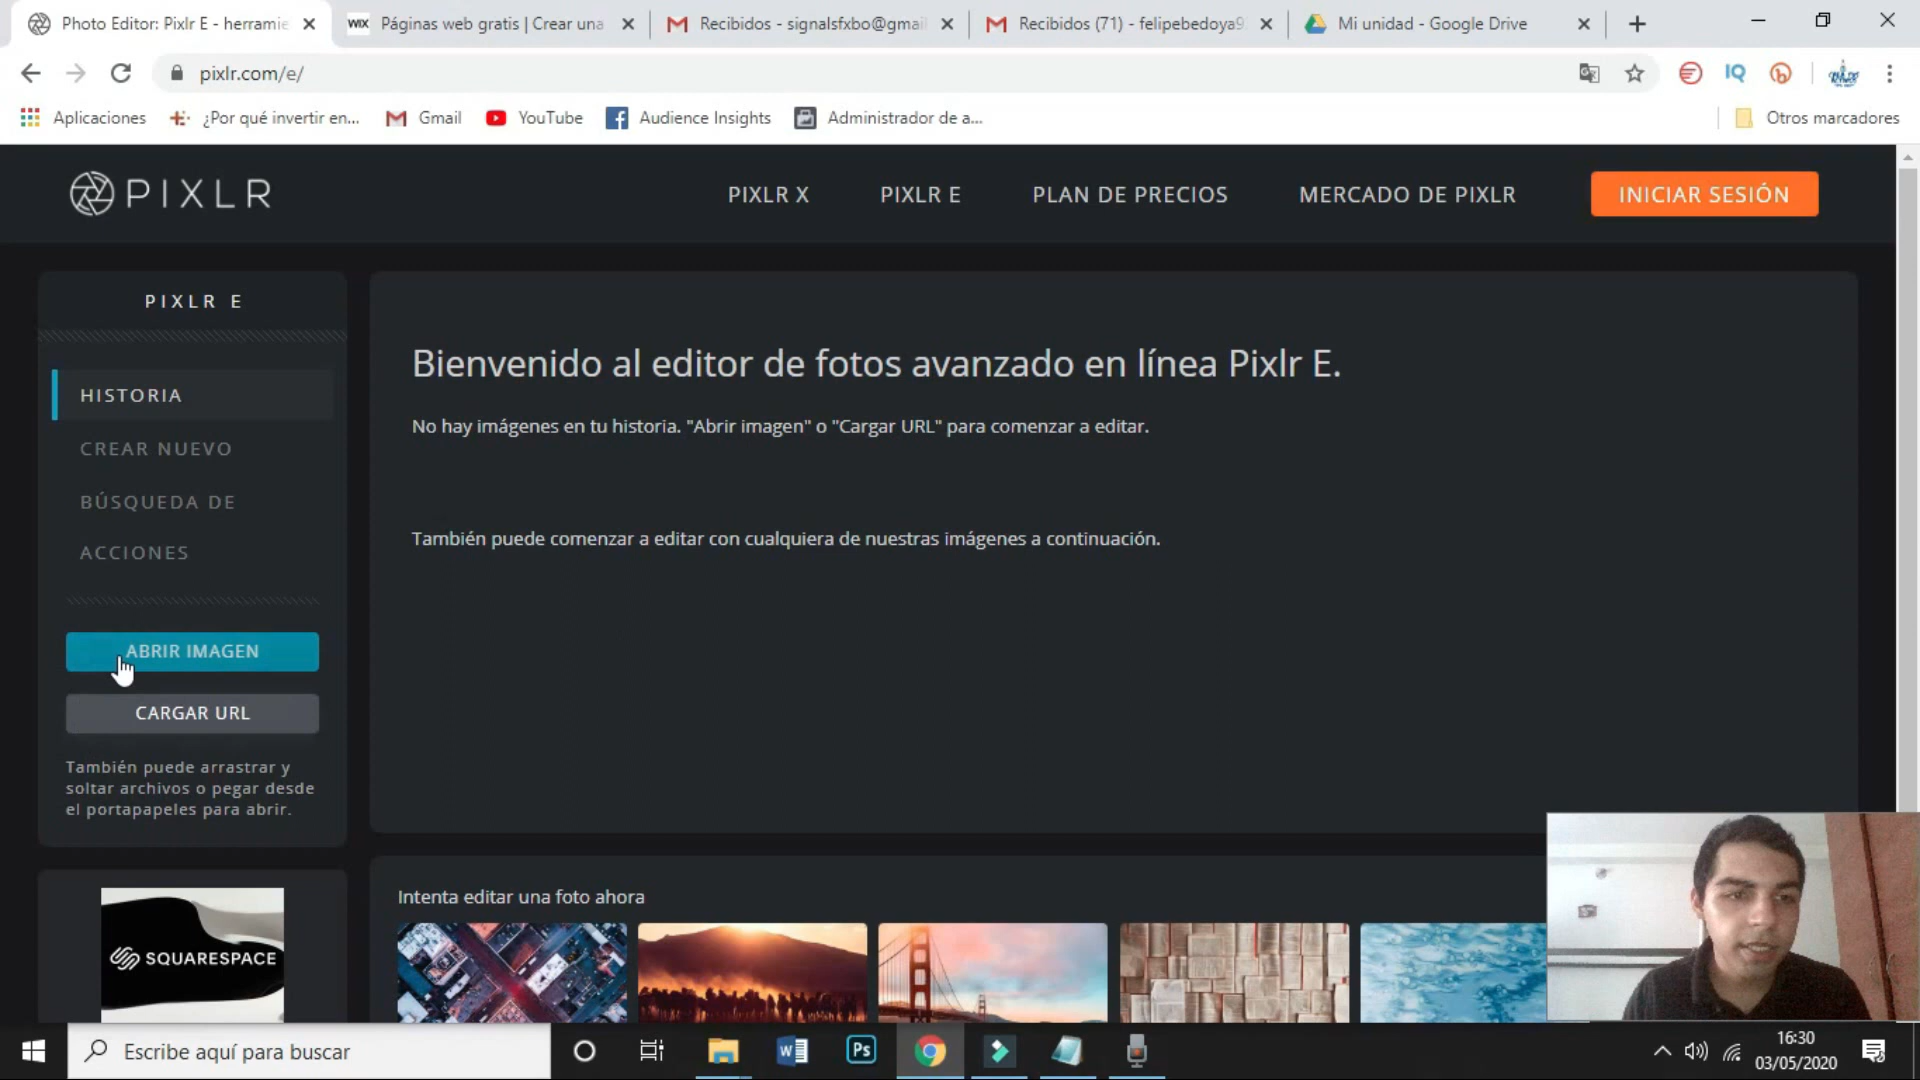 Photo Editor: Pixlr E - herramie
WIX Páginas web gratis | Crear una
Recibidos - signalsfxbo@gmail
Recibidos (71) - felipebedoya9
Mi unidad - Google Drive
pixlr.com/e/
IQ
Aplicaciones
¿Por qué invertir en...
Gmail
YouTube
Audience Insights
Administrador de a...
Otros marcadores
PIXLR
PIXLR X
PIXLR E
PLAN DE PRECIOS
MERCADO DE PIXLR
INICIAR SESIÓN
PIXLR E
HISTORIA
CREAR NUEVO
BÚSQUEDA DE
ACCIONES
ABRIR IMAGEN
CARGAR URL
También puede arrastrar y
soltar archivos o pegar desde
el portapapeles para abrir.
Bienvenido al editor de fotos avanzado en línea Pixlr E.
No hay imágenes en tu historia. "Abrir imagen" o "Cargar URL" para comenzar a editar.
También puede comenzar a editar con cualquiera de nuestras imágenes a continuación.
SQUARESPACE
Intenta editar una foto ahora
Escribe aquí para buscar
W
Ps
16:30
03/05/2020